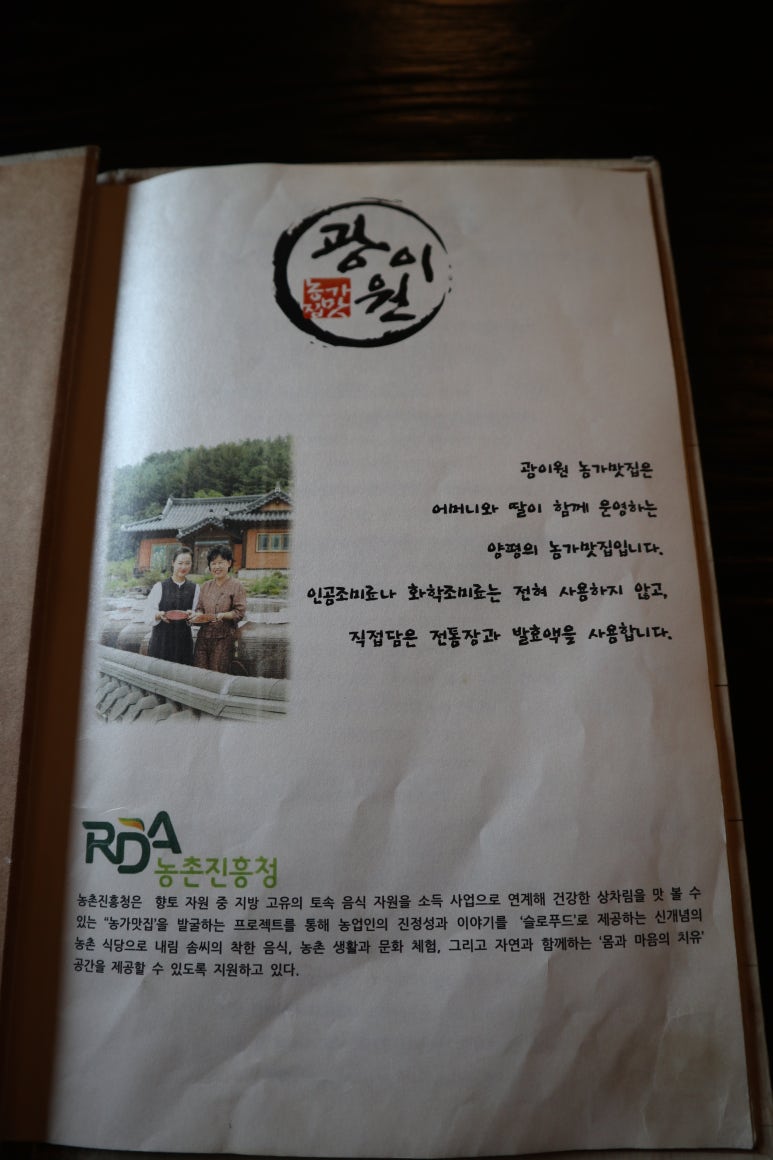 광이원
농가
맛집
광이원 농가맛집은
어머니와 딸이 함께 운영하는
양평의 농가맛집입니다.
인공조미료나 화학조미료는 전혀 사용하지 않고,
직접담은 전통장과 발효액을 사용합니다.
RDA
농촌진흥청
농촌진흥청은 향토 자원 중 지방 고유의 토속 음식 자원을 소득 사업으로 연계해 건강한 상차림을 맛 볼 수
있는 “농가맛집’을 발굴하는 프로젝트를 통해 농업인의 진정성과 이야기를 ‘슬로푸드’로 제공하는 신개념의
농촌 식당으로 내림 솜씨의 착한 음식, 농촌 생활과 문화 체험, 그리고 자연과 함께하는 ‘몸과 마음의 치유’
공간을 제공할 수 있도록 지원하고 있다.